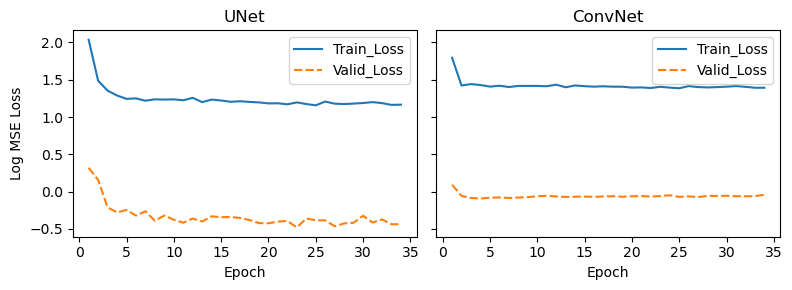 UNet
ConvNet
Log MSE Loss
2.0
1.5
1.0
0.5
0.0
−0.5
Train_Loss
Valid_Loss
Train_Loss
Valid_Loss
0 5 10 15 20 25 30 35
0 5 10 15 20 25 30 35
Epoch
Epoch